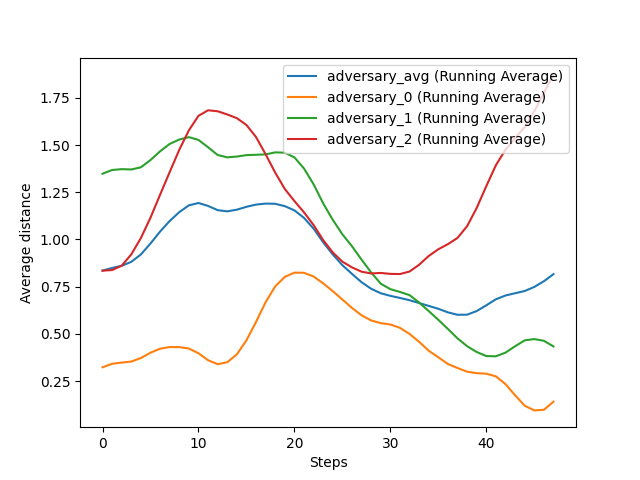 adversary_avg (Running Average)
adversary_0 (Running Average)
adversary_1 (Running Average)
adversary_2 (Running Average)
1.75
1.50
1.25
1.00
0.75
0.50
0.25
Average distance
0
10
20
30
40
Steps